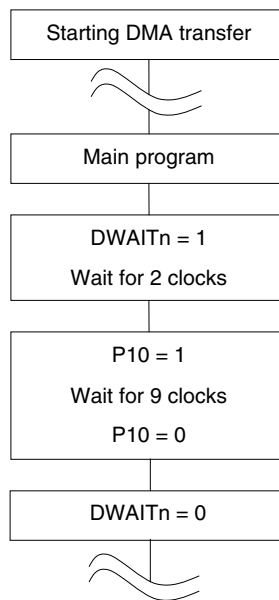 Starting DMA transfer
Main program
DWAITn = 1
Wait for 2 clocks
P10 = 1
Wait for 9 clocks
P10 = 0
DWAITn = 0